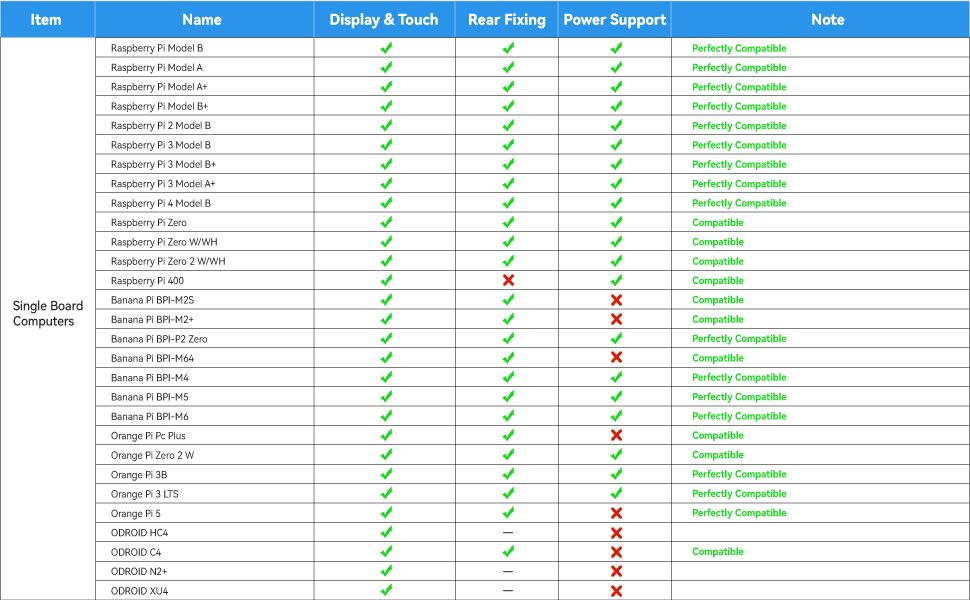 Item Name Display & Touch Rear Fixing Power Support Note
Raspberry Pi Model B ✓ ✓ ✓ Perfectly Compatible
Raspberry Pi Model A ✓ ✓ ✓ Perfectly Compatible
Raspberry Pi Model A+ ✓ ✓ ✓ Perfectly Compatible
Raspberry Pi Model B+ ✓ ✓ ✓ Perfectly Compatible
Raspberry Pi 2 Model B ✓ ✓ ✓ Perfectly Compatible
Raspberry Pi 3 Model B ✓ ✓ ✓ Perfectly Compatible
Raspberry Pi 3 Model B+ ✓ ✓ ✓ Perfectly Compatible
Raspberry Pi 3 Model A+ ✓ ✓ ✓ Perfectly Compatible
Raspberry Pi 4 Model B ✓ ✓ ✓ Perfectly Compatible
Raspberry Pi Zero ✓ ✓ ✓ Compatible
Raspberry Pi Zero W/WH ✓ ✓ ✓ Compatible
Raspberry Pi Zero 2 W/WH ✓ ✓ ✓ Compatible
Raspberry Pi 400 ✓ ✗ ✓ Compatible
Single Board
Computers
Banana Pi BPI-M2S ✓ ✓ ✗ Compatible
Banana Pi BPI-M2+ ✓ ✓ ✗ Compatible
Banana Pi BPI-P2 Zero ✓ ✓ ✓ Perfectly Compatible
Banana Pi BPI-M64 ✓ ✓ ✗ Compatible
Banana Pi BPI-M4 ✓ ✓ ✓ Perfectly Compatible
Banana Pi BPI-M5 ✓ ✓ ✓ Perfectly Compatible
Banana Pi BPI-M6 ✓ ✓ ✓ Perfectly Compatible
Orange Pi Pc Plus ✓ ✓ ✗ Compatible
Orange Pi Zero 2 W ✓ ✓ ✓ Compatible
Orange Pi 3B ✓ ✓ ✓ Perfectly Compatible
Orange Pi 3 LTS ✓ ✓ ✓ Perfectly Compatible
Orange Pi 5 ✓ ✓ ✗ Perfectly Compatible
ODROID HC4 ✓ — ✗
ODROID C4 ✓ ✓ ✗ Compatible
ODROID N2+ ✓ — ✗
ODROID XU4 ✓ — ✗